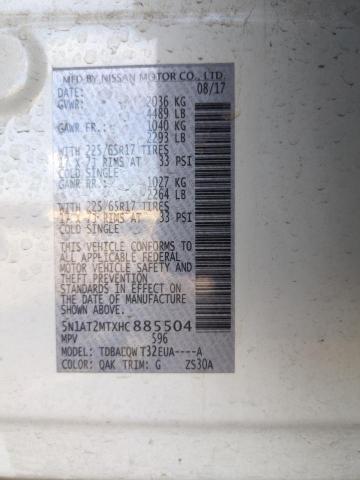 MFD BY NISSAN MOTOR CO., LTD.
DATE: 08/17
GVWR: 2036 KG
4489 LB
GAWR FR. 1040 KG
2293 LB
WITH 225/65R17 TIRES
17 X 7J RIMS AT 33 PSI
COLD SINGLE
GAWR RR. 1027 KG
2264 LB
WITH 225/65R17 TIRES
17 X 7J RIMS AT 33 PSI
COLD SINGLE
THIS VEHICLE CONFORMS TO
ALL APPLICABLE FEDERAL
MOTOR VEHICLE SAFETY
AND THEFT PREVENTION
STANDARDS IN EFFECT ON
THE DATE OF
MANUFACTURE SHOWN ABOVE.
5N1AT2MTXHC885504
MPV 596
MODEL: TDBACQWT32EUA----A
COLOR: QAK TRIM: G ZS30A